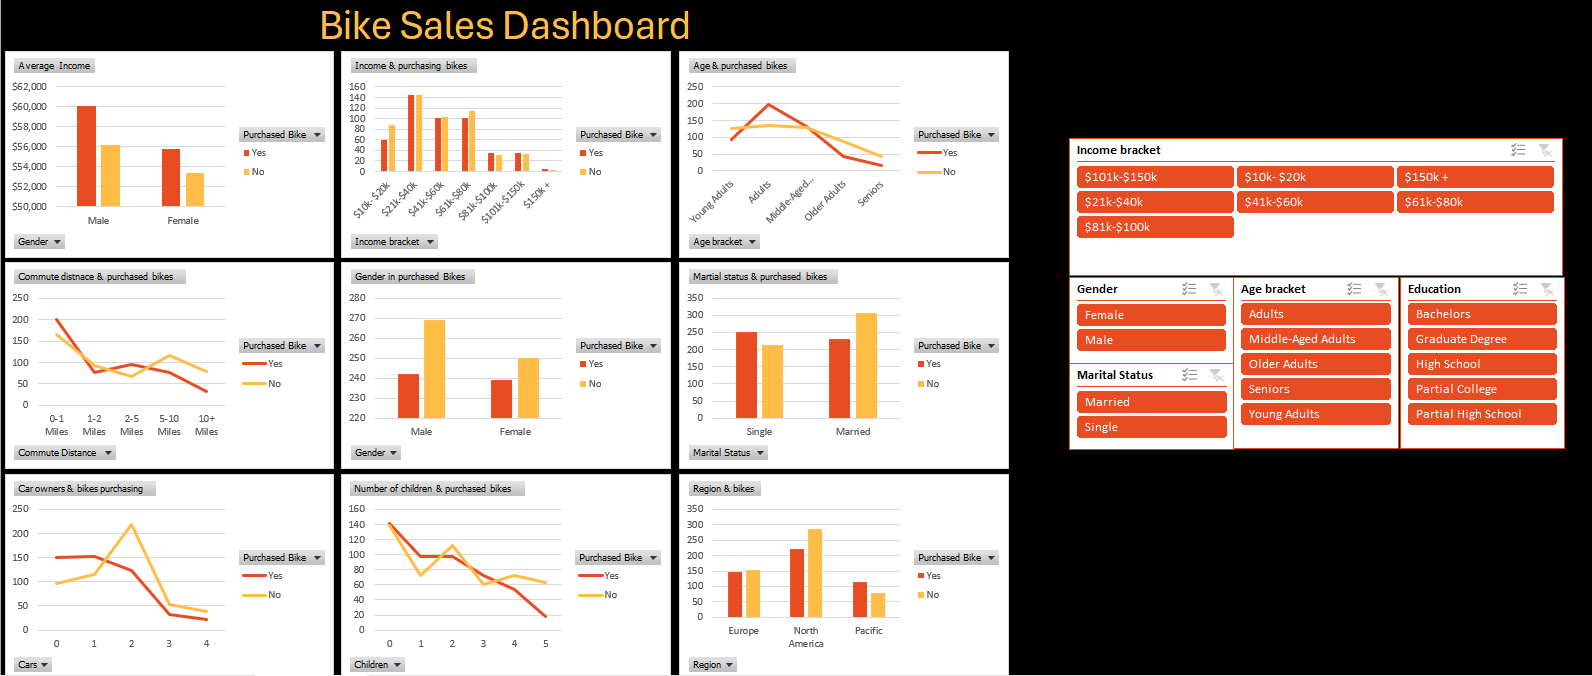 Bike Sales Dashboard
Average Income
$62,000
$60,000
$58,000
$56,000
$54,000
$52,000
$50,000
Male Female
Purchased Bike
Yes
No
Gender
Income & purchasing bikes
160
140
120
100
80
60
40
20
0
$10k- $20k
$21k-$40k
$41k-$60k
$61k-$80k
$81k-$100k
$101k-$150k
$150k +
Purchased Bike
Yes
No
Income bracket
Age & purchased bikes
250
200
150
100
50
0
Young Adults
Adults
Middle-Aged...
Older Adults
Seniors
Purchased Bike
Yes
No
Age bracket
Commute distnace & purchased bikes
250
200
150
100
50
0
0-1 Miles
1-2 Miles
2-5 Miles
5-10 Miles
10+ Miles
Purchased Bike
Yes
No
Commute Distance
Gender in purchased Bikes
280
270
260
250
240
230
220
Male Female
Purchased Bike
Yes
No
Gender
Martial status & purchased bikes
350
300
250
200
150
100
50
0
Single Married
Purchased Bike
Yes
No
Marital Status
Car owners & bikes purchasing
250
200
150
100
50
0
0 1 2 3 4
Purchased Bike
Yes
No
Cars
Number of children & purchased bikes
160
140
120
100
80
60
40
20
0
0 1 2 3 4 5
Purchased Bike
Yes
No
Children
Region & bikes
350
300
250
200
150
100
50
0
Europe
North America
Pacific
Purchased Bike
Yes
No
Region
Income bracket
$101k-$150k
$10k- $20k
$150k +
$21k-$40k
$41k-$60k
$61k-$80k
$81k-$100k
Gender
Female
Male
Marital Status
Married
Single
Age bracket
Adults
Middle-Aged Adults
Older Adults
Seniors
Young Adults
Education
Bachelors
Graduate Degree
High School
Partial College
Partial High School